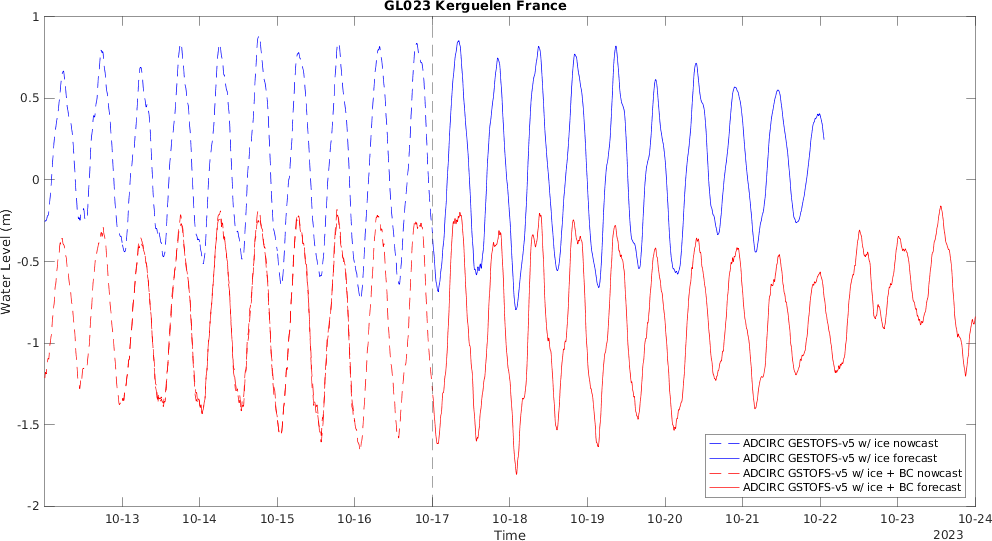 GL023 Kerguelen France
Water Level (m)
1
0.5
0
-0.5
-1
-1.5
-2
ADCIRC GESTOFS-v5 w/ ice nowcast
ADCIRC GESTOFS-v5 w/ ice forecast
ADCIRC GSTOFS-v5 w/ ice + BC nowcast
ADCIRC GSTOFS-v5 w/ ice + BC forecast
10-13 10-14 10-15 10-16 10-17 10-18 10-19 10-20 10-21 10-22 10-23 10-24
Time 2023